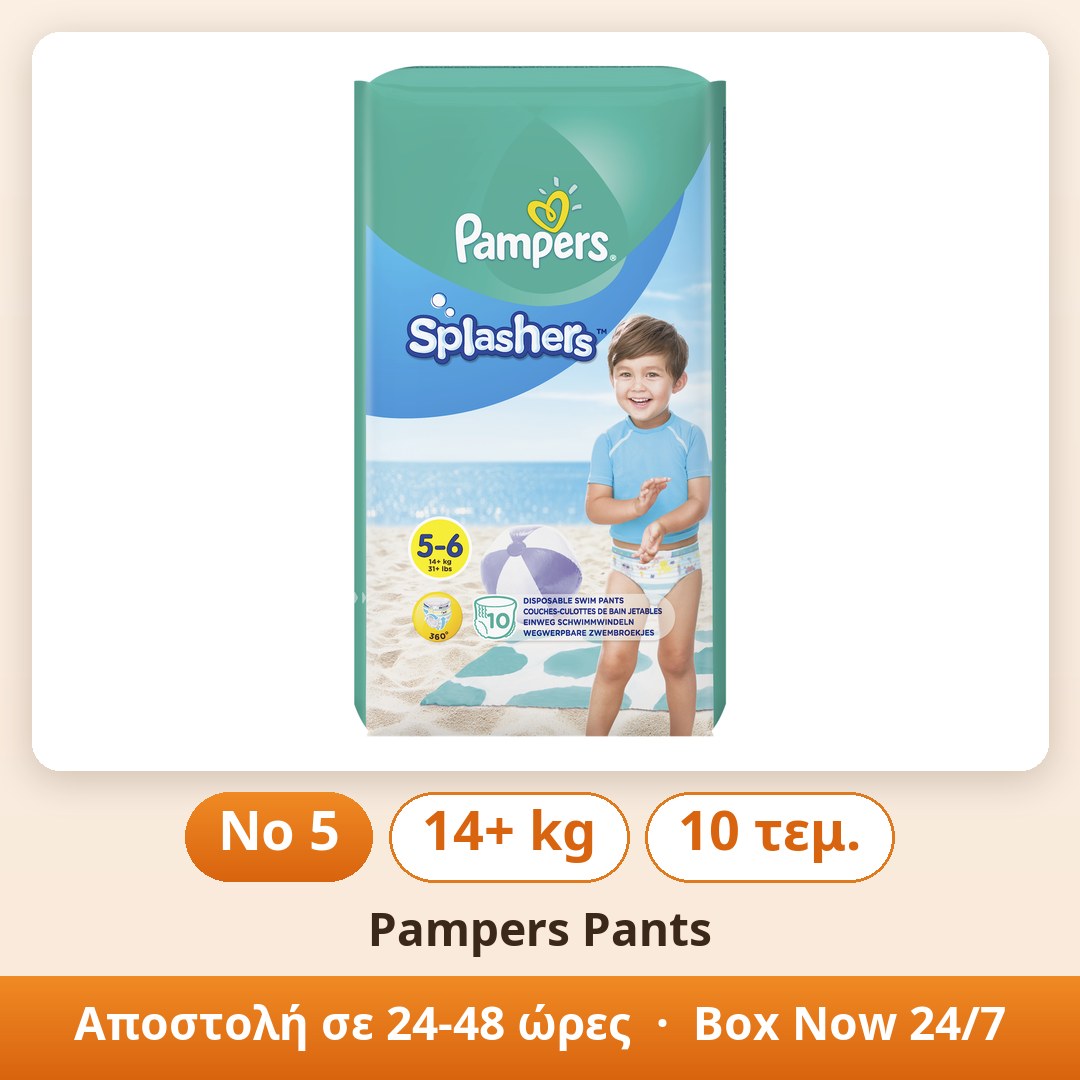 Pampers®
Splashers™
5-6
14+ kg
31+ lbs
360°
10
DISPOSABLE SWIM PANTS
COUCHES-CULOTTES DE BAIN JETABLES
EINWEG SCHWIMMWINDELN
WEGWERPBARE ZWEMBROEKJES
No 5
14+ kg
10 τεμ.
Pampers Pants
Αποστολή σε 24-48 ώρες · Box Now 24/7